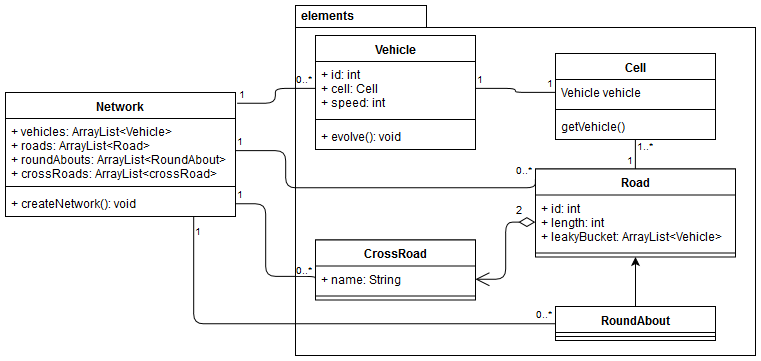 elements
Vehicle
+ id: int
+ cell: Cell
+ speed: int
+ evolve(): void
Cell
Vehicle vehicle
getVehicle()
Network
+ vehicles: ArrayList<Vehicle>
+ roads: ArrayList<Road>
+ roundAbouts: ArrayList<RoundAbout>
+ crossRoads: ArrayList<crossRoad>
+ createNetwork(): void
Road
+ id: int
+ length: int
+ leakyBucket: ArrayList<Vehicle>
CrossRoad
+ name: String
RoundAbout
1
0..*
1
1
1
0..*
1..*
1
1
0..*
2
1
0..*